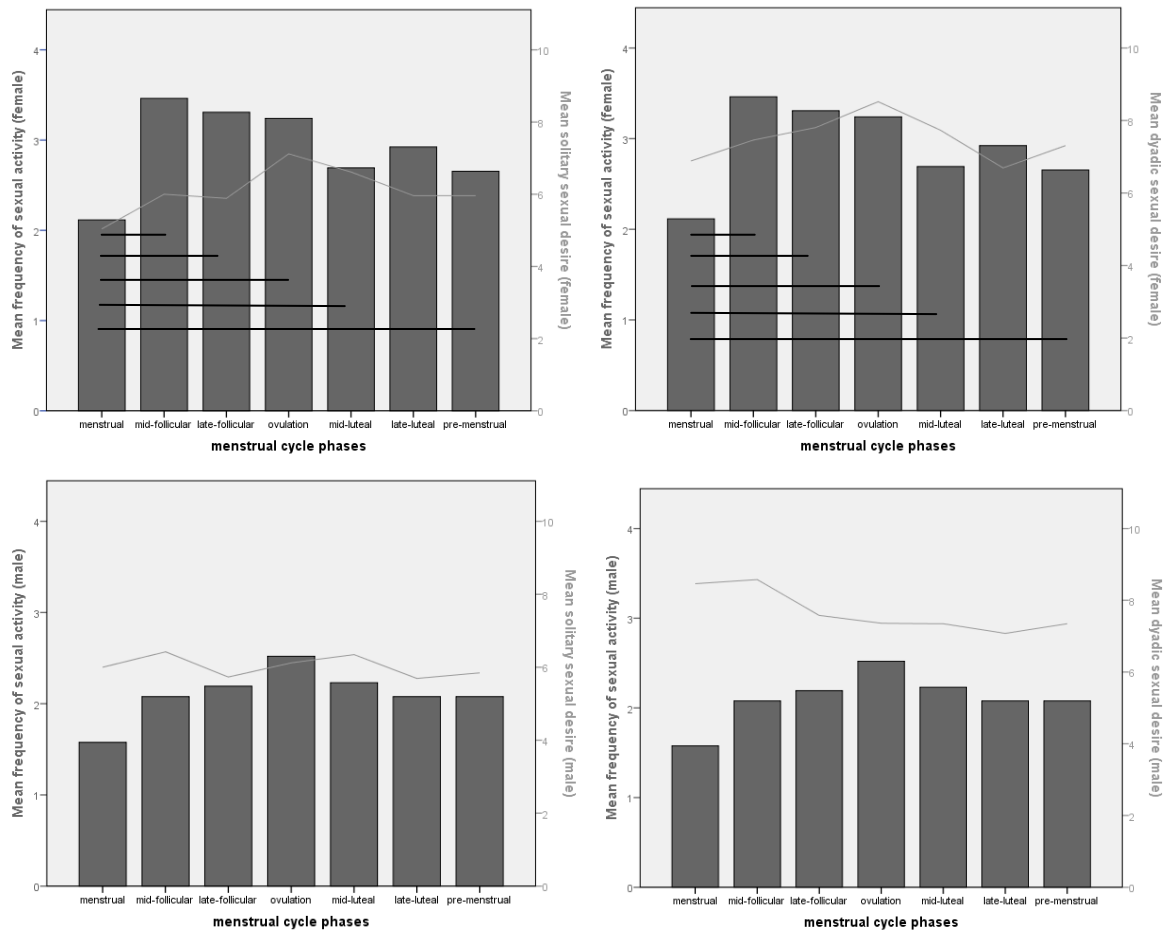 Mean frequency of sexual activity (female)
4
3
2
1
0
10
8
6
4
2
0
Mean solitary sexual desire (female)
menstrual mid-follicular late-follicular ovulation mid-luteal late-luteal pre-menstrual
menstrual cycle phases
Mean frequency of sexual activity (female)
4
3
2
1
0
10
8
6
4
2
0
Mean dyadic sexual desire (female)
menstrual mid-follicular late-follicular ovulation mid-luteal late-luteal pre-menstrual
menstrual cycle phases
Mean frequency of sexual activity (male)
4
3
2
1
0
10
8
6
4
2
0
Mean solitary sexual desire (male)
menstrual mid-follicular late-follicular ovulation mid-luteal late-luteal pre-menstrual
menstrual cycle phases
Mean frequency of sexual activity (male)
4
3
2
1
0
10
8
6
4
2
0
Mean dyadic sexual desire (male)
menstrual mid-follicular late-follicular ovulation mid-luteal late-luteal pre-menstrual
menstrual cycle phases